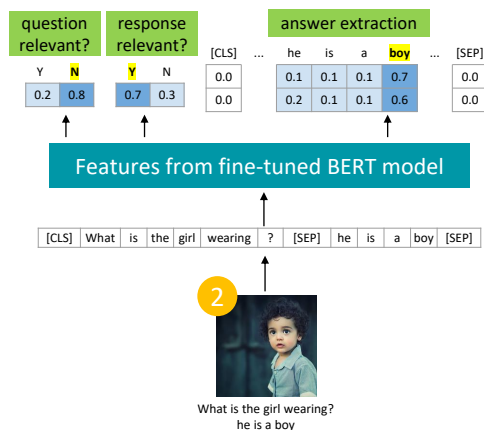 question relevant?
response relevant?
answer extraction
Y N
0.2 0.8
Y N
0.7 0.3
[CLS] ... he is a boy ... [SEP]
0.0 0.1 0.1 0.1 0.7 0.0
0.0 0.2 0.1 0.1 0.6 0.0
Features from fine-tuned BERT model
[CLS] What is the girl wearing ? [SEP] he is a boy [SEP]
2
What is the girl wearing?
he is a boy